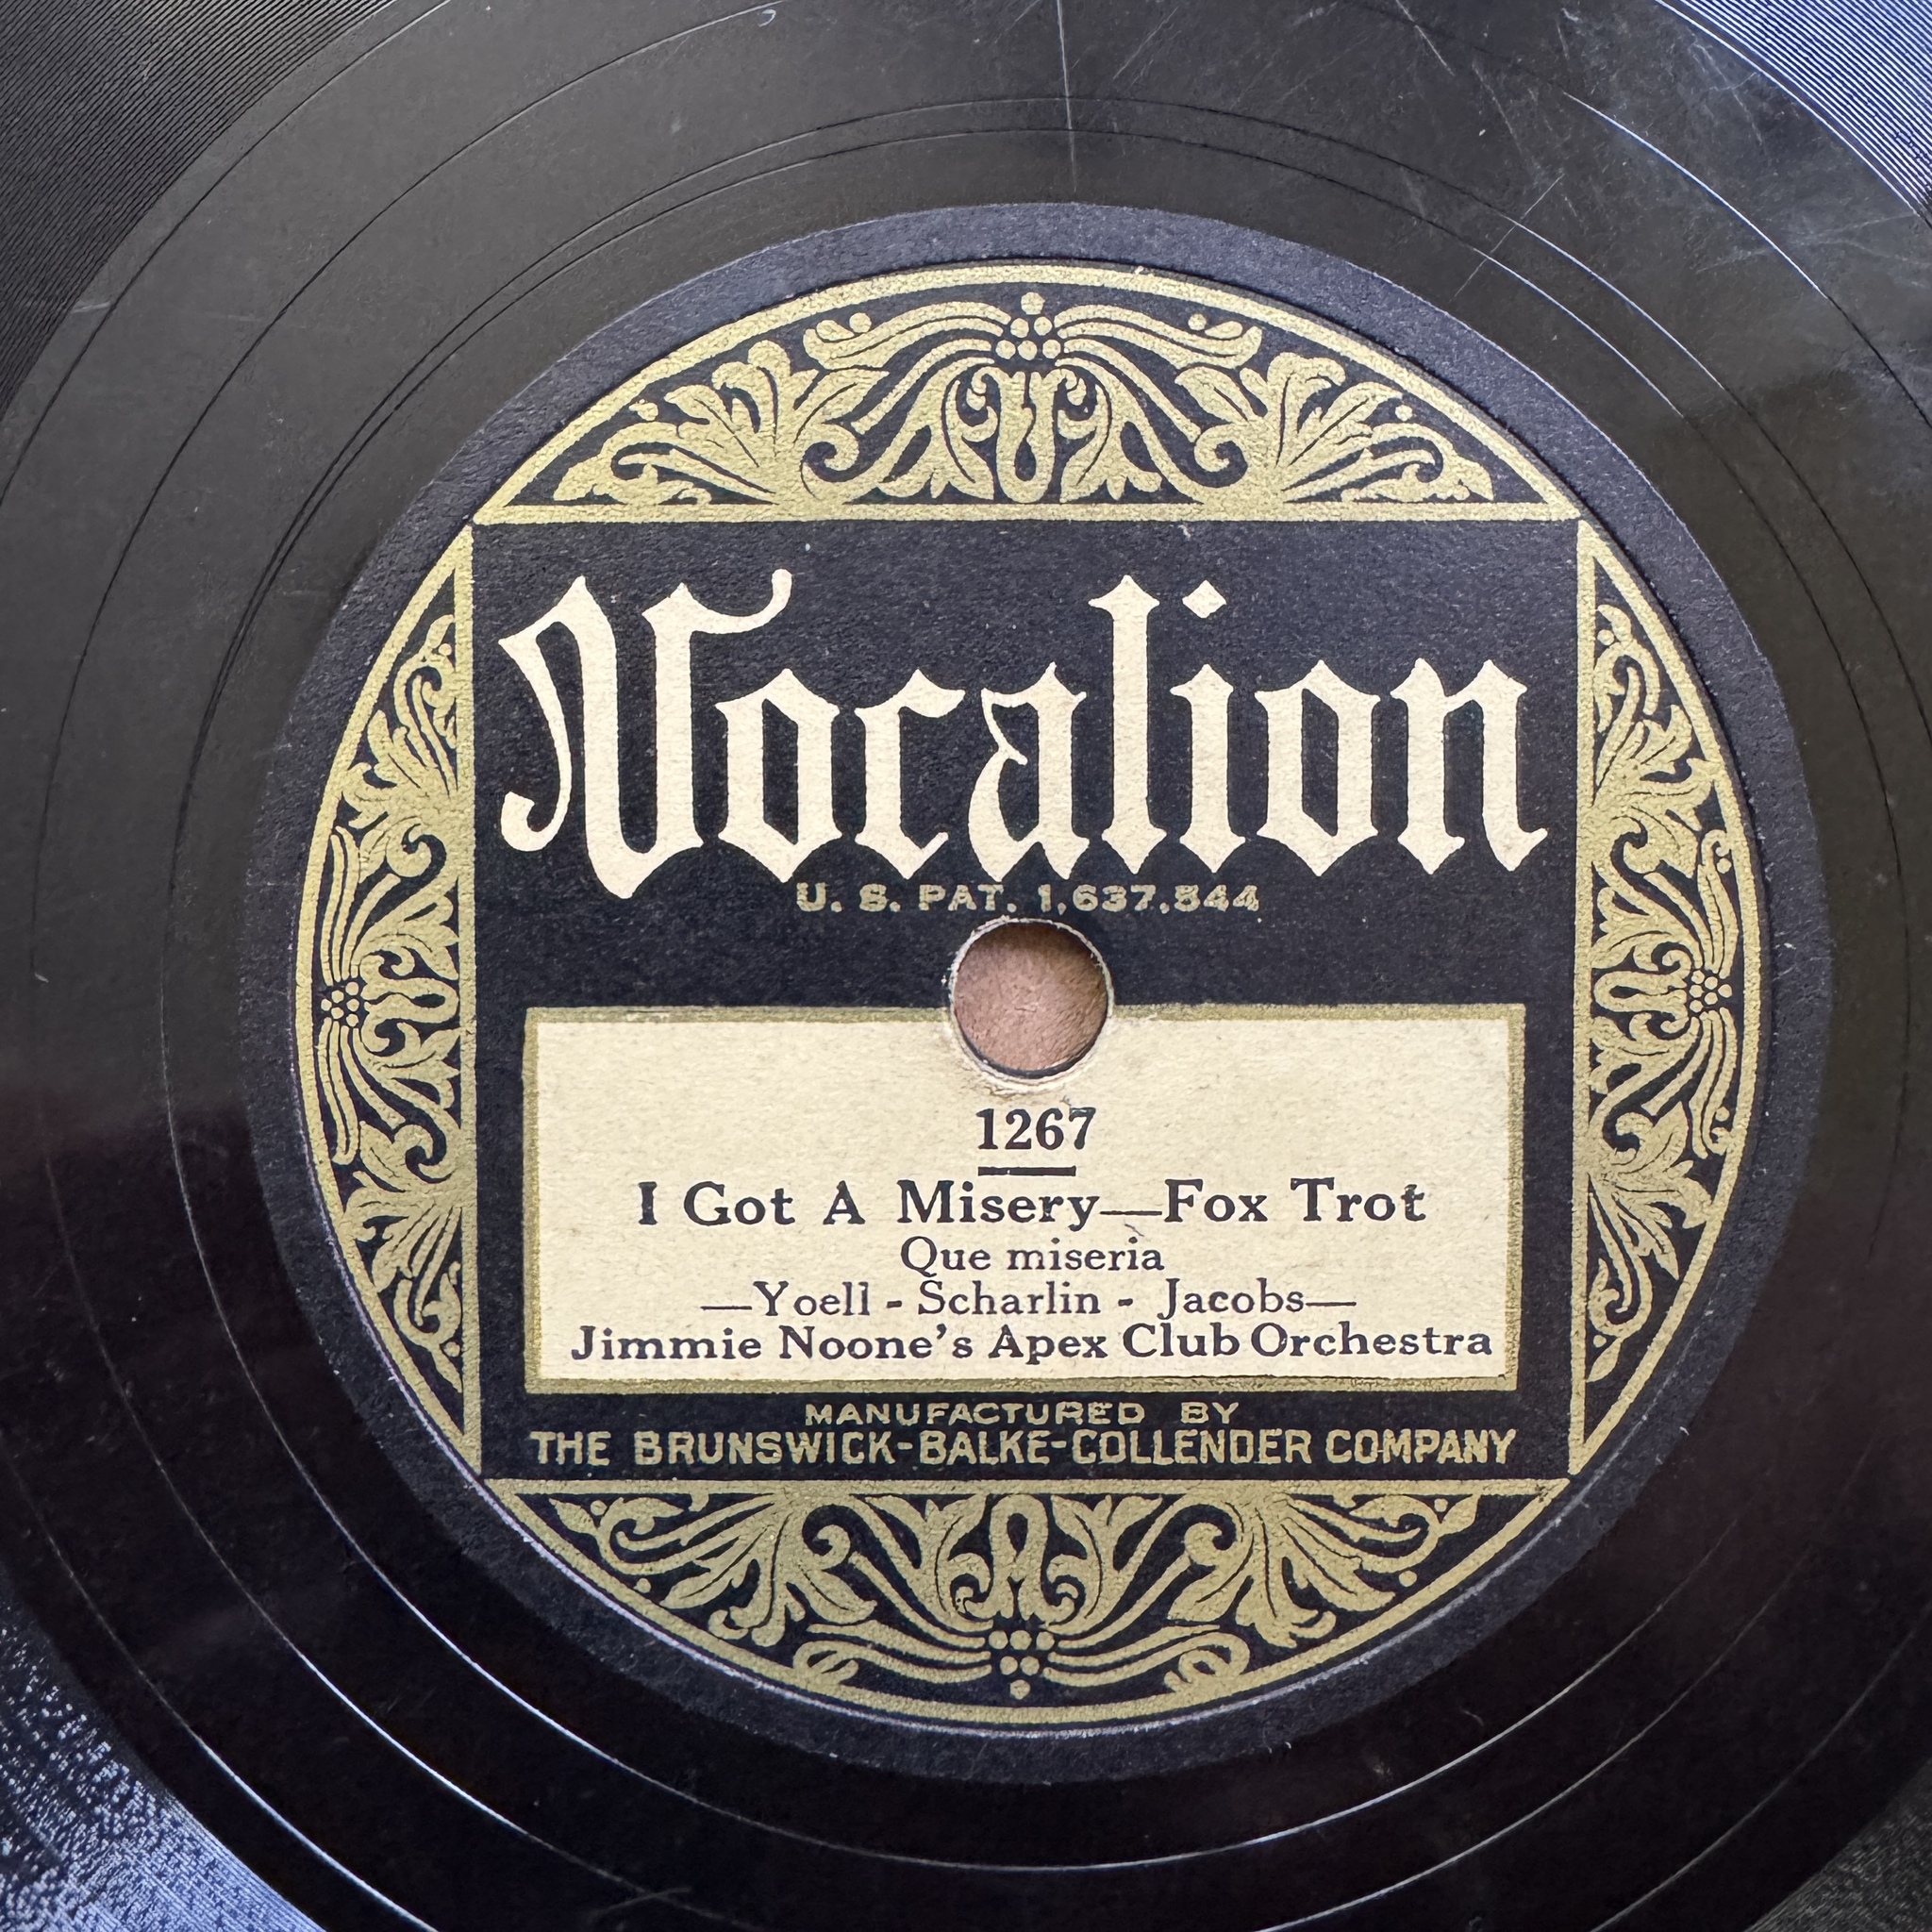 Vocalion
U. S. PAT. 1,637,544
1267
I Got A Misery—Fox Trot
Que miseria
—Yoell - Scharlin - Jacobs—
Jimmie Noone's Apex Club Orchestra
MANUFACTURED BY
THE BRUNSWICK-BALKE-COLLENDER COMPANY